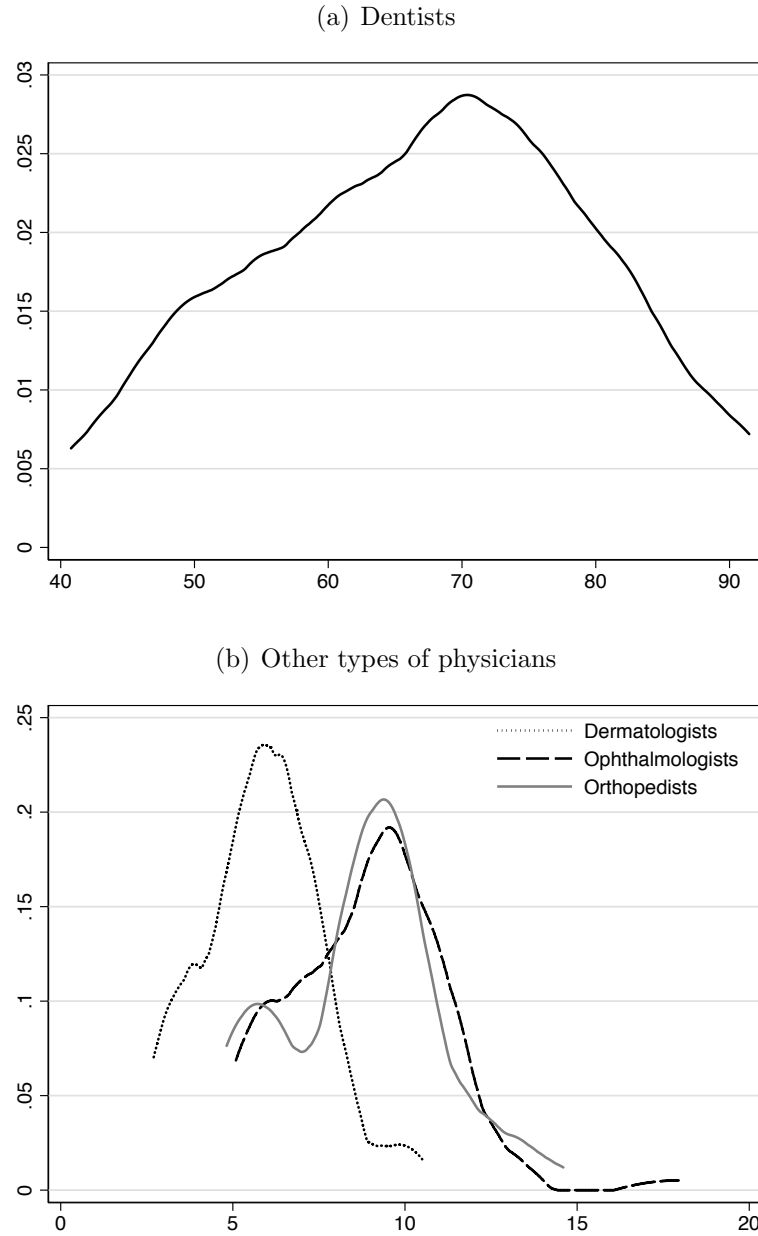 (a) Dentists
.03
.025
.02
.015
.01
.005
0
40 50 60 70 80 90
(b) Other types of physicians
.25
.2
.15
.1
.05
0
Dermatologists
Ophthalmologists
Orthopedists
0 5 10 15 20